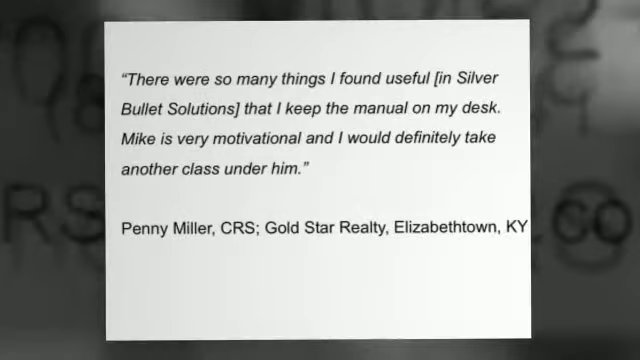 “There were so many things I found useful [in Silver
Bullet Solutions] that I keep the manual on my desk.
Mike is very motivational and I would definitely take
another class under him.”
Penny Miller, CRS; Gold Star Realty, Elizabethtown, KY